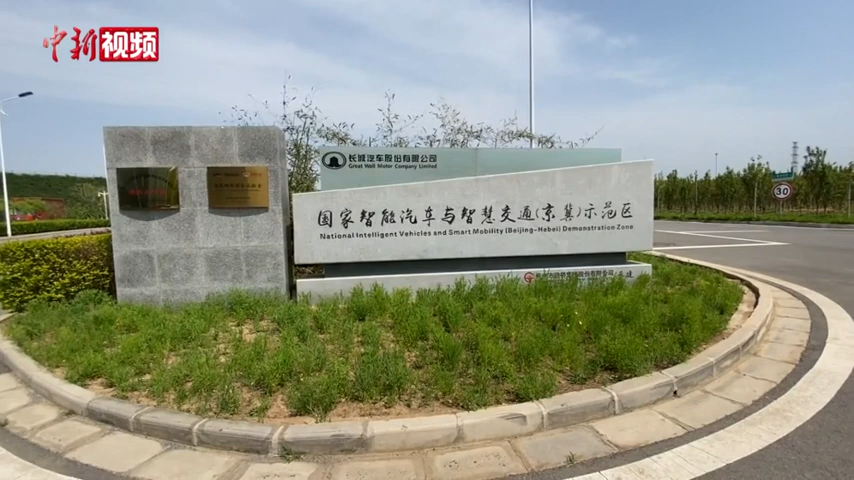 中新视频
长城汽车股份有限公司
Great Wall Motor Company Limited
国家智能汽车与智慧交通(京冀)示范区
National Intelligent Vehicles and Smart Mobility (Beijing-Hebei) Demonstration Zone
30